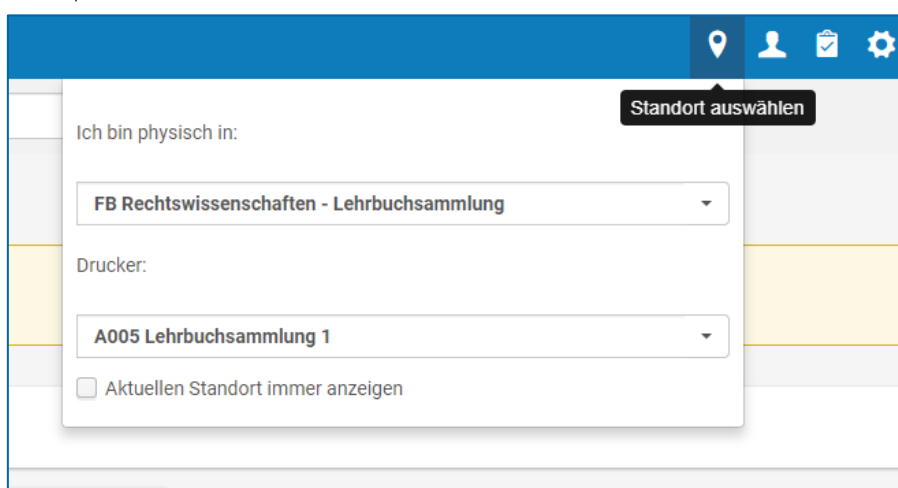 Standort auswählen
Ich bin physisch in:
FB Rechtswissenschaften - Lehrbuchsammlung
Drucker:
A005 Lehrbuchsammlung 1
Aktuellen Standort immer anzeigen